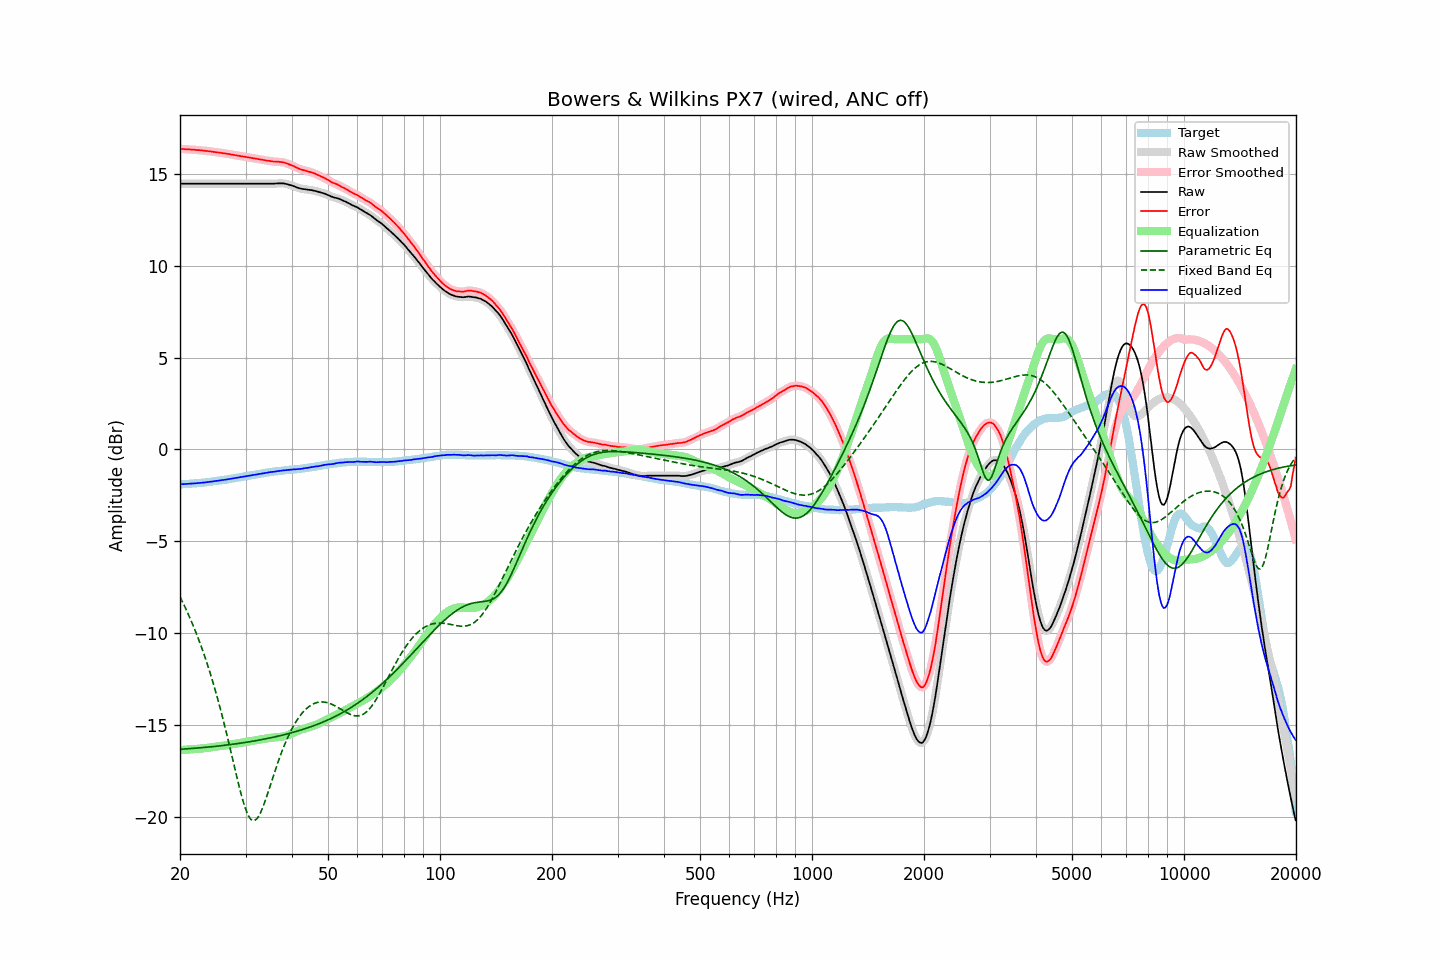 Bowers & Wilkins PX7 (wired, ANC off)
Target
Raw Smoothed
Error Smoothed
Raw
Error
Equalization
Parametric Eq
Fixed Band Eq
Equalized
Amplitude (dBr)
15
10
5
0
−5
−10
−15
−20
20 50 100 200 500 1000 2000 5000 10000 20000
Frequency (Hz)